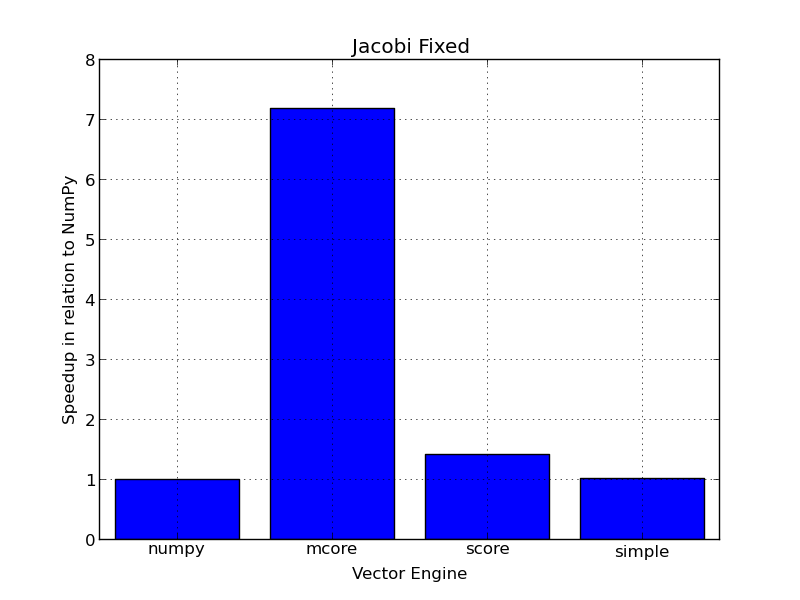 Jacobi Fixed
8
7
6
5
4
3
2
1
0
Speedup in relation to NumPy
numpy mcore score simple
Vector Engine